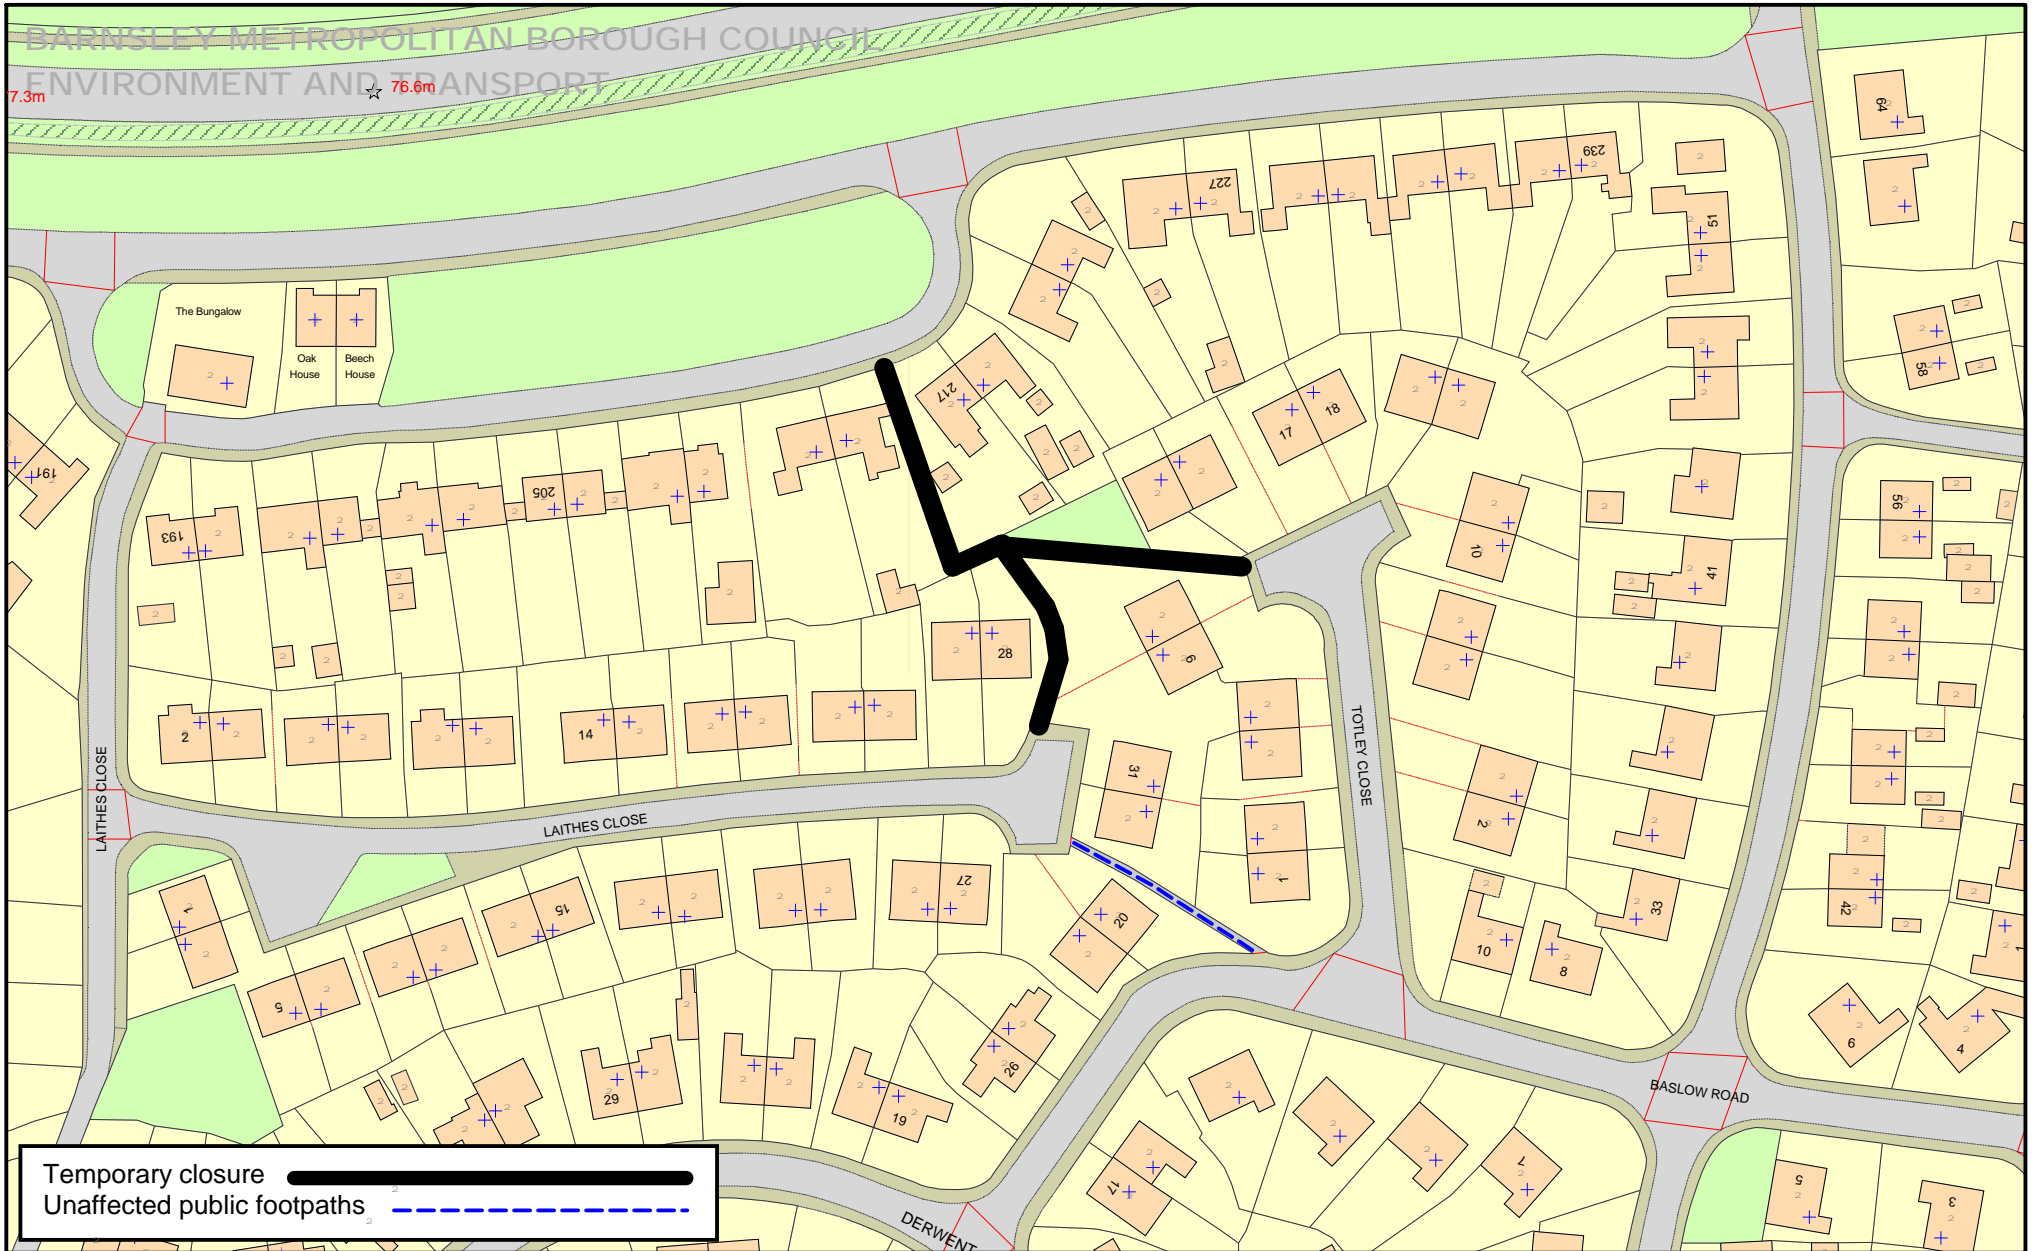 BARNSLEY METROPOLITAN BOROUGH COUNCIL
ENVIRONMENT AND TRANSPORT
7.3m
76.6m
64
239
227
51
The Bungalow
Oak House
Beech House
58
217
18
17
191
205
193
56
10
41
28
6
2
14
31
TOTLEY CLOSE
LAITHES CLOSE
LAITHES CLOSE
2
1
27
15
1
20
33
42
10
8
1
5
26
6
4
29
19
BASLOW ROAD
7
17
5
3
DERWENT
Temporary closure
Unaffected public footpaths